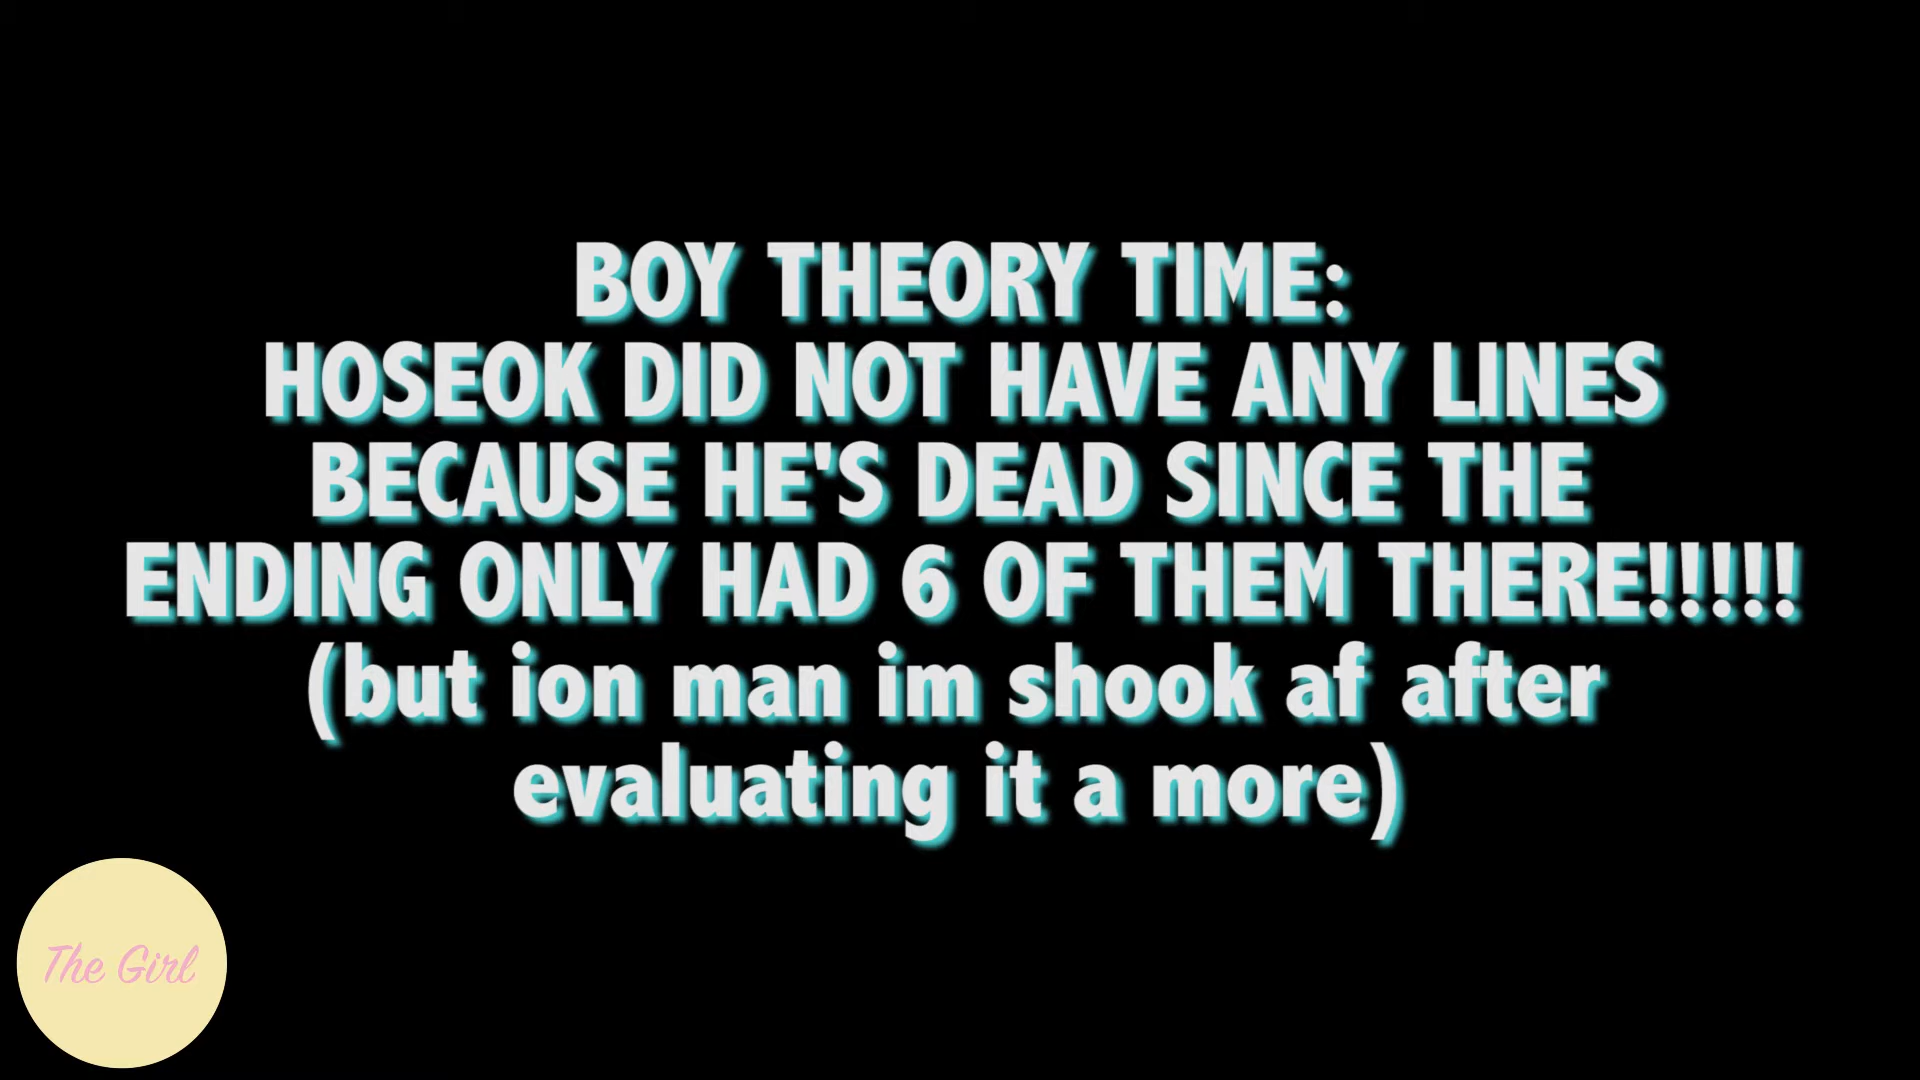 BOY THEORY TIME:
HOSEOK DID NOT HAVE ANY LINES
BECAUSE HE'S DEAD SINCE THE
ENDING ONLY HAD 6 OF THEM THERE!!!!!
(but ion man im shook af after
evaluating it a more)
The Girl